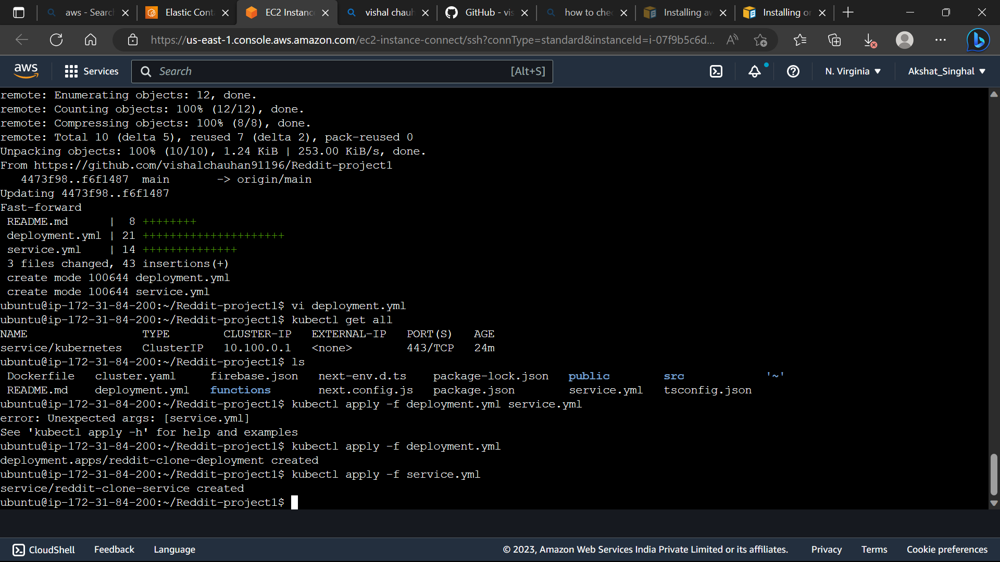 aws - Searc
Elastic Cont
EC2 Instanc
vishal chauh
GitHub - vis
how to chec
Installing aw
Installing or
https://us-east-1.console.aws.amazon.com/ec2-instance-connect/ssh?connType=standard&instanceId=i-07f9b5c6d...
aws
Services
Search
[Alt+S]
N. Virginia
Akshat_Singhal
remote: Enumerating objects: 12, done.
remote: Counting objects: 100% (12/12), done.
remote: Compressing objects: 100% (8/8), done.
remote: Total 10 (delta 5), reused 7 (delta 2), pack-reused 0
Unpacking objects: 100% (10/10), 1.24 KiB | 253.00 KiB/s, done.
From https://github.com/vishalchauhan91196/Reddit-project1
   4473f98..f6f1487  main       -> origin/main
Updating 4473f98..f6f1487
Fast-forward
 README.md      |  8 ++++++++
 deployment.yml | 21 +++++++++++++++++++++
 service.yml    | 14 ++++++++++++++
 3 files changed, 43 insertions(+)
 create mode 100644 deployment.yml
 create mode 100644 service.yml
ubuntu@ip-172-31-84-200:~/Reddit-project1$ vi deployment.yml
ubuntu@ip-172-31-84-200:~/Reddit-project1$ kubectl get all
NAME                 TYPE        CLUSTER-IP   EXTERNAL-IP   PORT(S)   AGE
service/kubernetes   ClusterIP   10.100.0.1   <none>        443/TCP   24m
ubuntu@ip-172-31-84-200:~/Reddit-project1$ ls
 Dockerfile   cluster.yaml     firebase.json   next-env.d.ts    package-lock.json   public        src             '~'
 README.md    deployment.yml   functions       next.config.js   package.json        service.yml   tsconfig.json
ubuntu@ip-172-31-84-200:~/Reddit-project1$ kubectl apply -f deployment.yml service.yml
error: Unexpected args: [service.yml]
See 'kubectl apply -h' for help and examples
ubuntu@ip-172-31-84-200:~/Reddit-project1$ kubectl apply -f deployment.yml
deployment.apps/reddit-clone-deployment created
ubuntu@ip-172-31-84-200:~/Reddit-project1$ kubectl apply -f service.yml
service/reddit-clone-service created
ubuntu@ip-172-31-84-200:~/Reddit-project1$
CloudShell
Feedback
Language
© 2023, Amazon Web Services India Private Limited or its affiliates.
Privacy
Terms
Cookie preferences